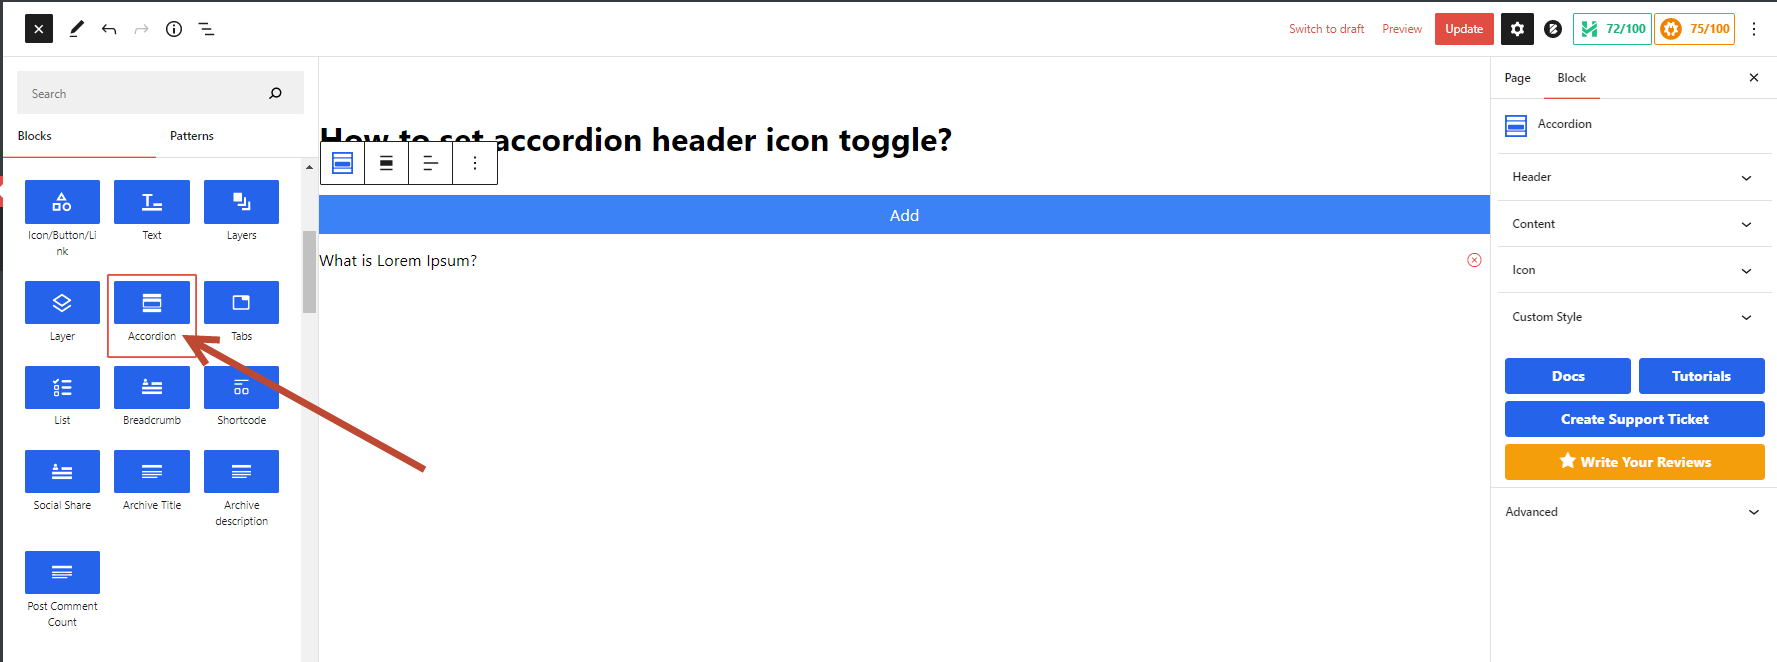 Switch to draft
Preview
Update
72/100
75/100
Search
Blocks
Patterns
Icon/Button/Li
nk
Text
Layers
Layer
Accordion
Tabs
List
Breadcrumb
Shortcode
Social Share
Archive Title
Archive
description
Post Comment
Count
How to set accordion header icon toggle?
Add
What is Lorem Ipsum?
Page
Block
Accordion
Header
Content
Icon
Custom Style
Docs
Tutorials
Create Support Ticket
Write Your Reviews
Advanced